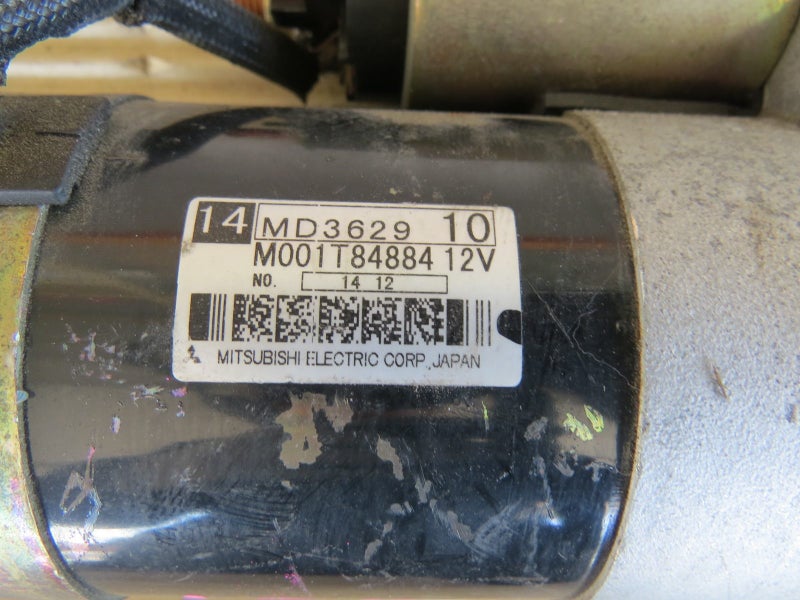 14 MD3629 10
M001T84884 12V
NO. 14 12
MITSUBISHI ELECTRIC CORP., JAPAN